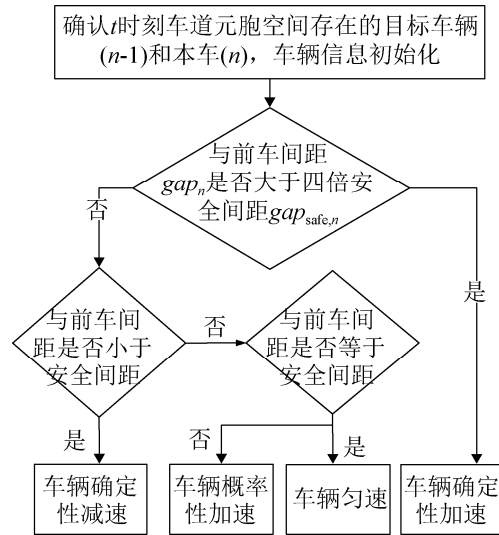 确认t时刻车道元胞空间存在的目标车辆
(n-1)和本车(n)，车辆信息初始化
与前车间距
gapn是否大于四倍安
全间距gapsafe,n
否
是
与前车间
距是否小于
安全间距
否
与前车间
距是否等于
安全间距
是
否
是
车辆确定
性减速
车辆概率
性加速
车辆匀速
车辆确定
性加速